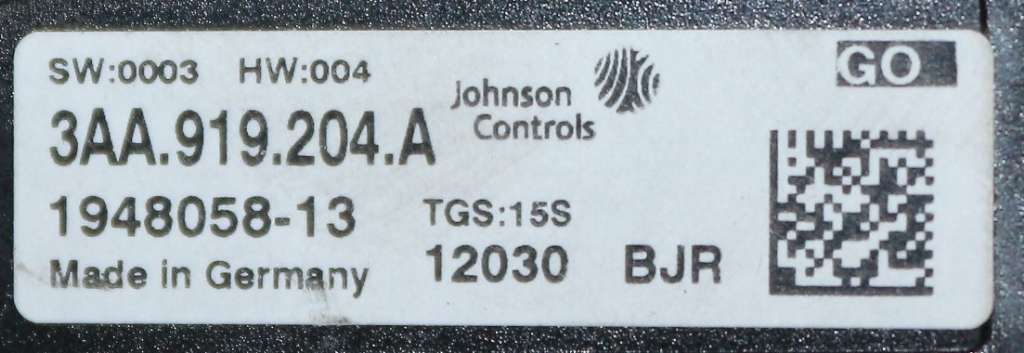 SW:0003 HW:004
Johnson
Controls
GO
3AA.919.204.A
1948058-13
TGS:15S
Made in Germany
12030 BJR